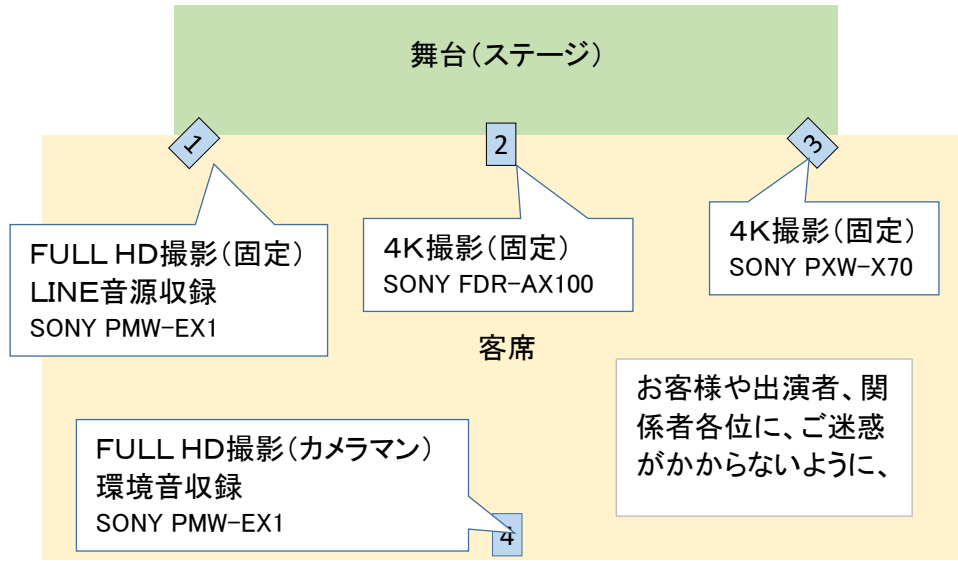 舞台(ステージ)
1
2
3
FULL HD撮影(固定)
LINE音源収録
SONY PMW-EX1
4K撮影(固定)
SONY FDR-AX100
4K撮影(固定)
SONY PXW-X70
客席
お客様や出演者、関
係者各位に、ご迷惑
がかからないように、
FULL HD撮影(カメラマン)
環境音収録
SONY PMW-EX1
4